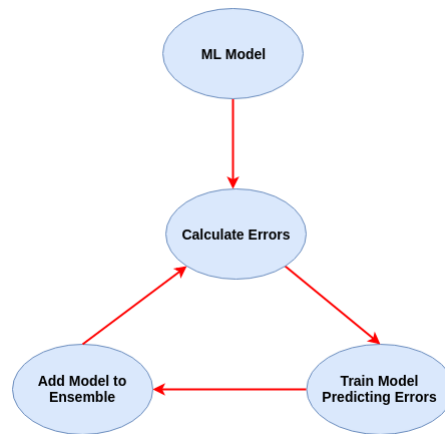 ML Model
Calculate Errors
Add Model to
Ensemble
Train Model
Predicting Errors